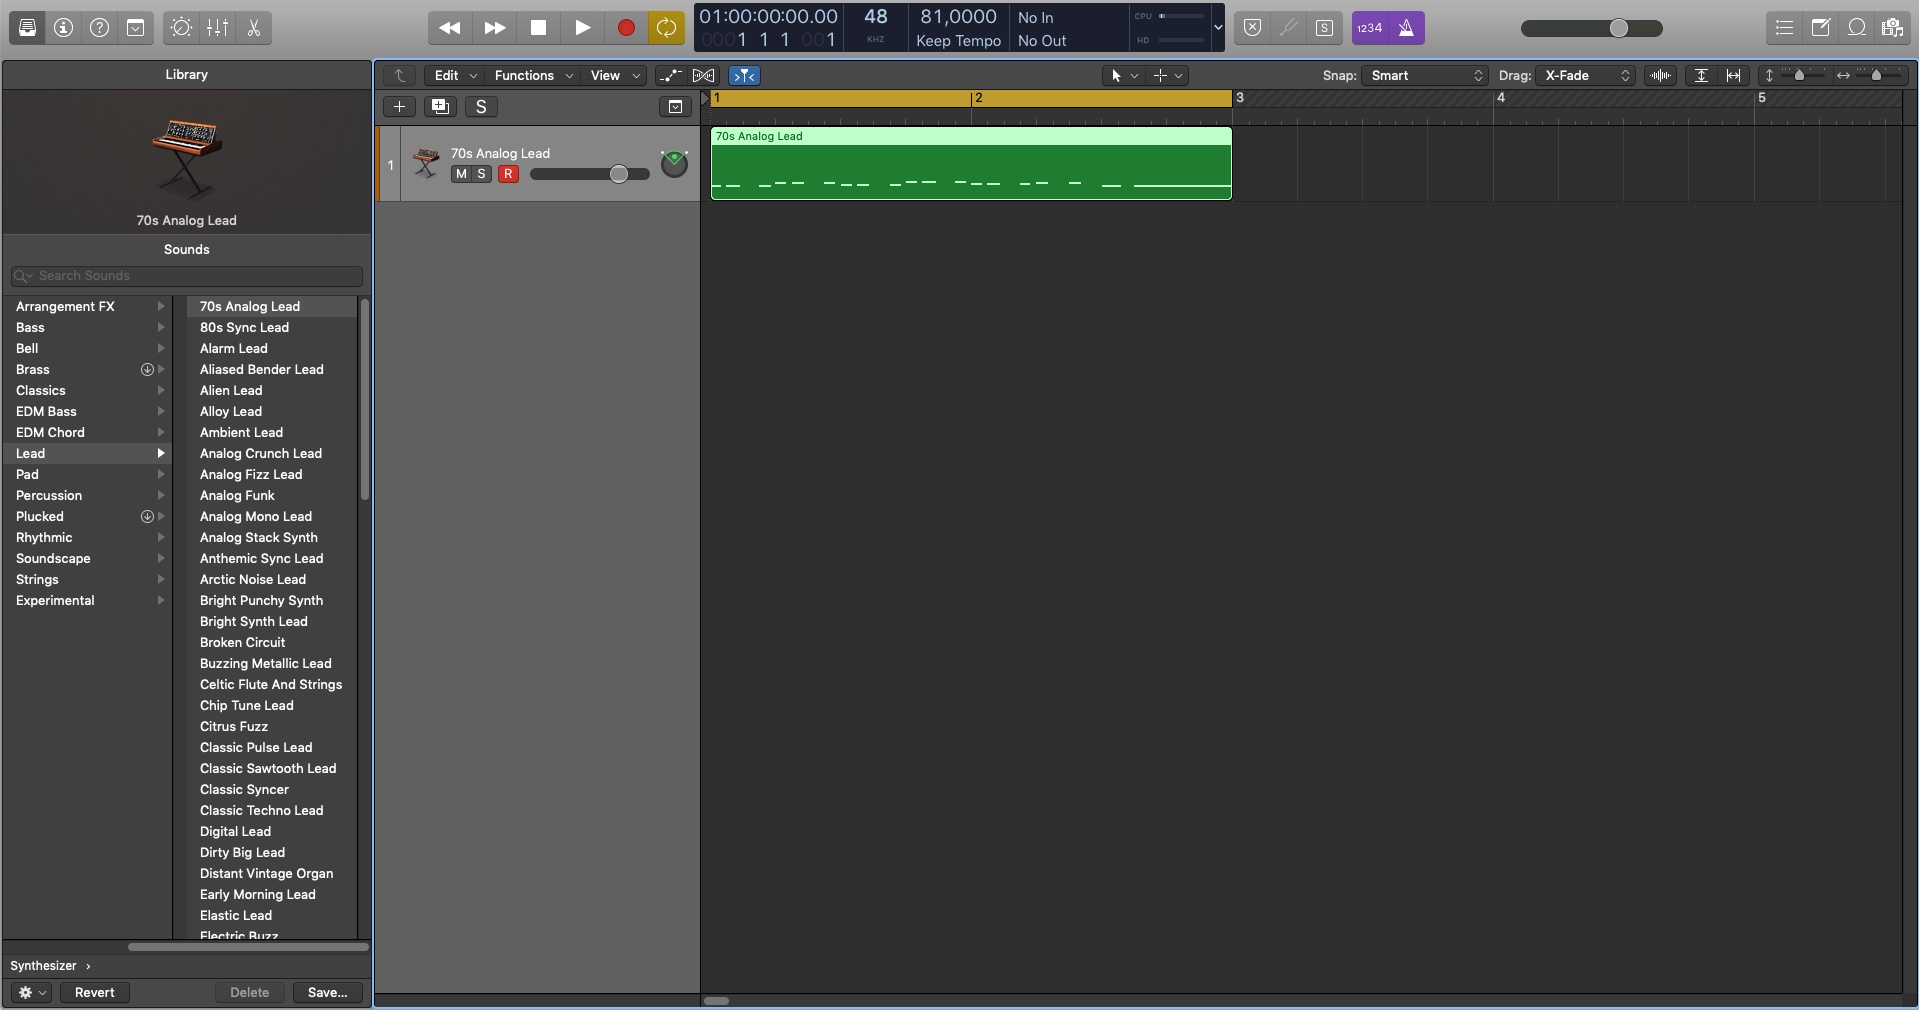 01:00:00:00.00 48 81,0000 No In CPU
0001 1 1 001 KHZ Keep Tempo No Out HD
1234
Library
Edit Functions View Snap: Smart Drag: X-Fade
S
1 2 3 4 5
70s Analog Lead
1 70s Analog Lead
M S R
70s Analog Lead
Sounds
Search Sounds
Arrangement FX
Bass
Bell
Brass
Classics
EDM Bass
EDM Chord
Lead
Pad
Percussion
Plucked
Rhythmic
Soundscape
Strings
Experimental
70s Analog Lead
80s Sync Lead
Alarm Lead
Aliased Bender Lead
Alien Lead
Alloy Lead
Ambient Lead
Analog Crunch Lead
Analog Fizz Lead
Analog Funk
Analog Mono Lead
Analog Stack Synth
Anthemic Sync Lead
Arctic Noise Lead
Bright Punchy Synth
Bright Synth Lead
Broken Circuit
Buzzing Metallic Lead
Celtic Flute And Strings
Chip Tune Lead
Citrus Fuzz
Classic Pulse Lead
Classic Sawtooth Lead
Classic Syncer
Classic Techno Lead
Digital Lead
Dirty Big Lead
Distant Vintage Organ
Early Morning Lead
Elastic Lead
Electric Buzz
Synthesizer ›
Revert Delete Save...